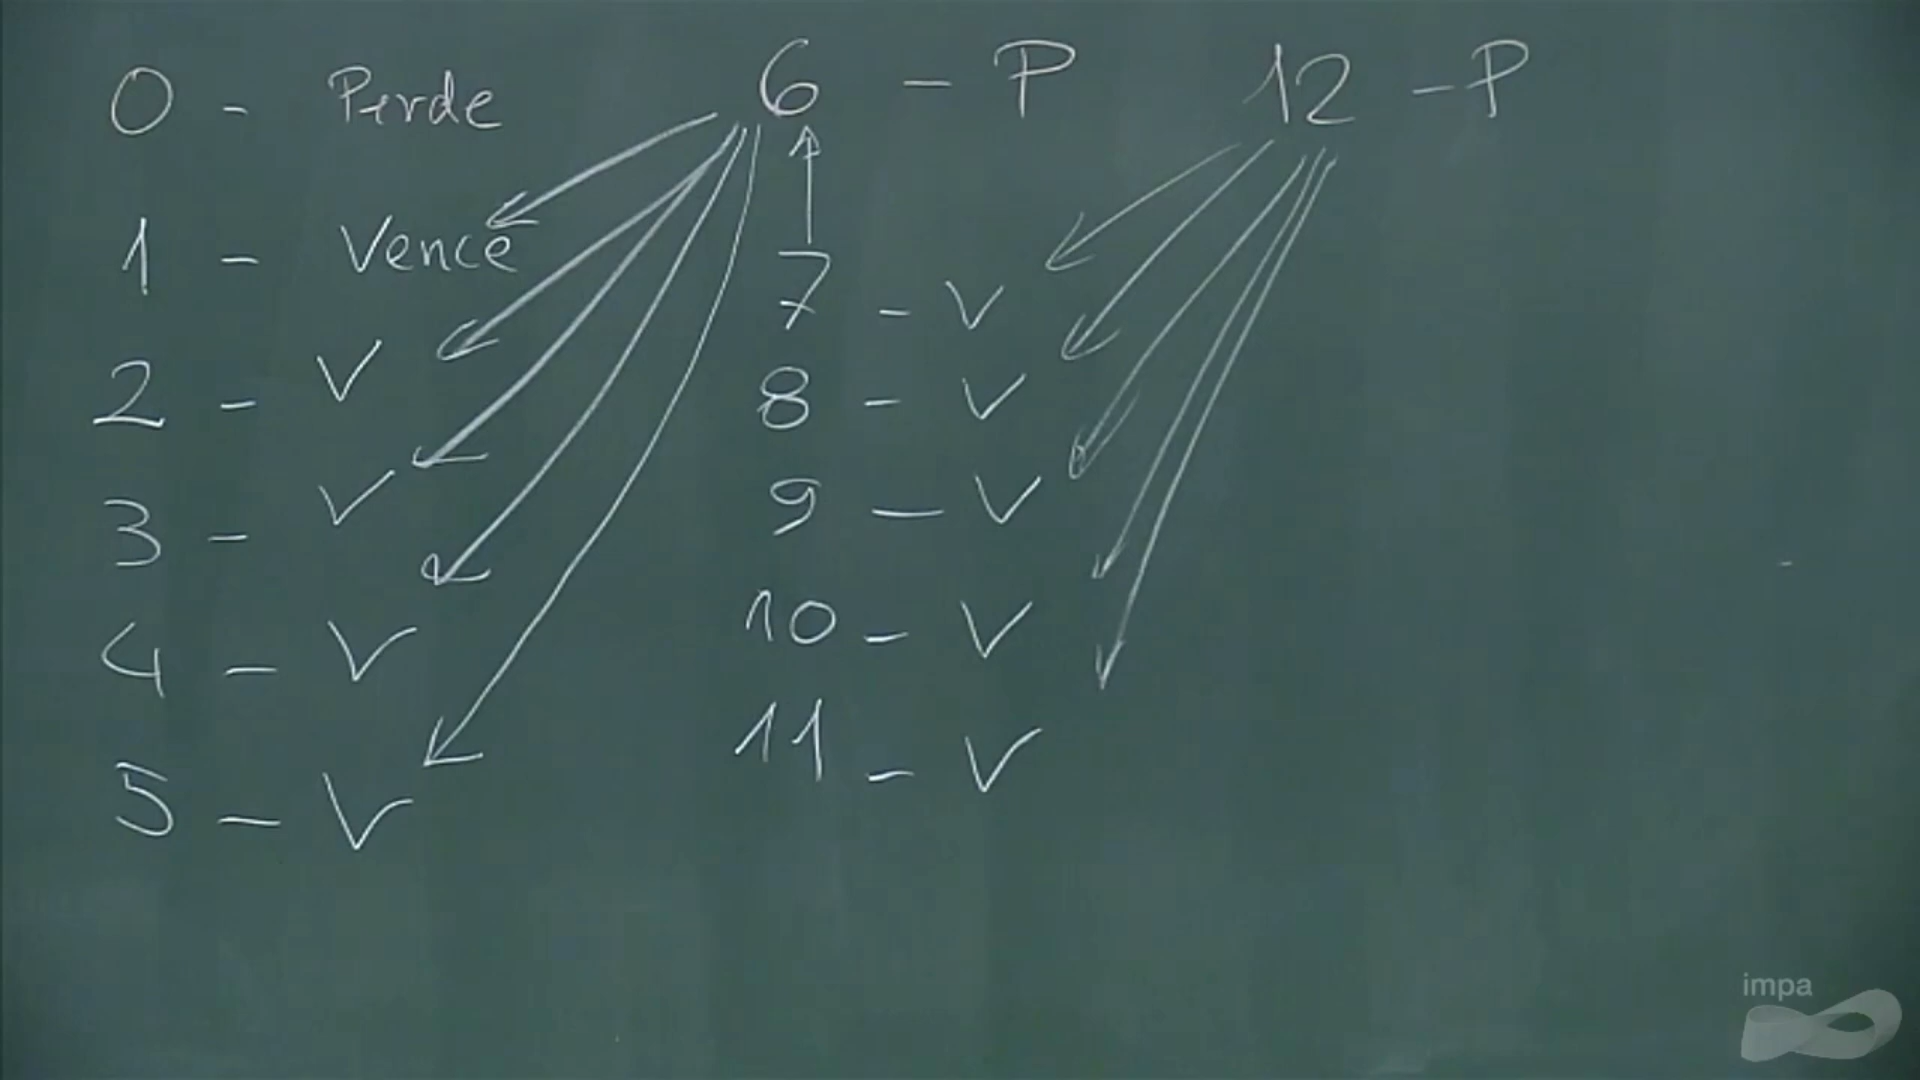 0 - Perde
1 - Vence
2 - V
3 - V
4 - V
5 - V
6 - P
7 - V
8 - V
9 - V
10 - V
11 - V
12 - P
impa